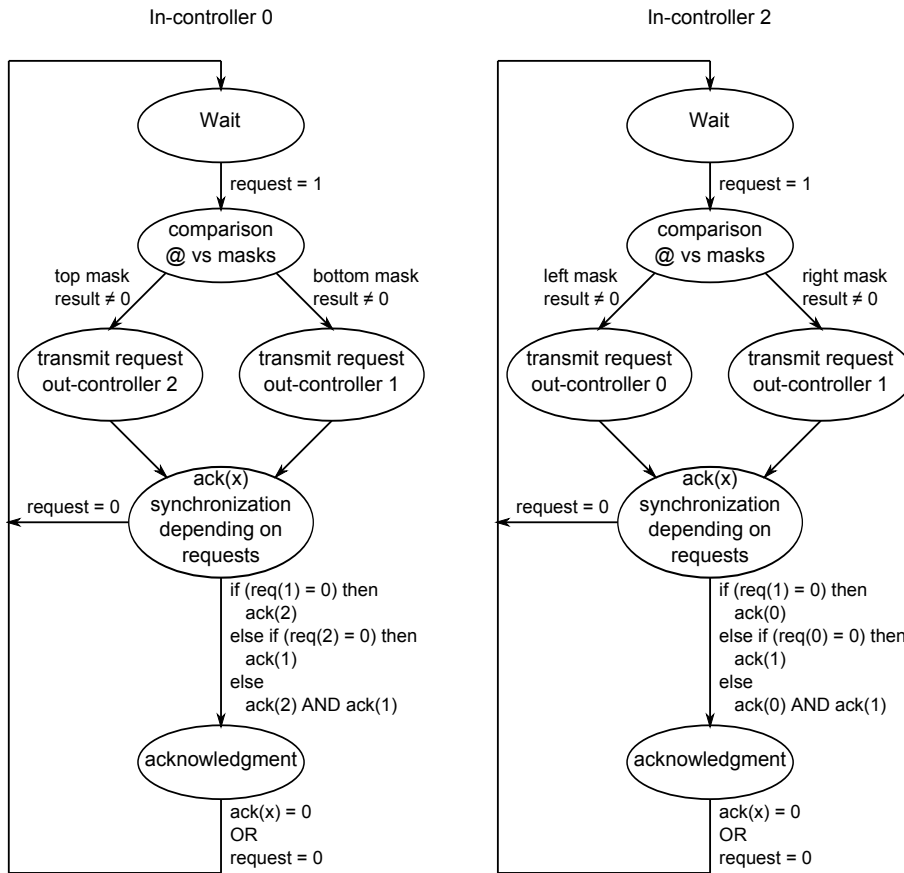 In-controller 0
Wait
request = 1
comparison
@ vs masks
top mask
result ≠ 0
bottom mask
result ≠ 0
transmit request
out-controller 2
transmit request
out-controller 1
ack(x)
synchronization
depending on
requests
request = 0
if (req(1) = 0) then
ack(2)
else if (req(2) = 0) then
ack(1)
else
ack(2) AND ack(1)
acknowledgment
ack(x) = 0
OR
request = 0
In-controller 2
Wait
request = 1
comparison
@ vs masks
left mask
result ≠ 0
right mask
result ≠ 0
transmit request
out-controller 0
transmit request
out-controller 1
ack(x)
synchronization
depending on
requests
request = 0
if (req(1) = 0) then
ack(0)
else if (req(0) = 0) then
ack(1)
else
ack(0) AND ack(1)
acknowledgment
ack(x) = 0
OR
request = 0